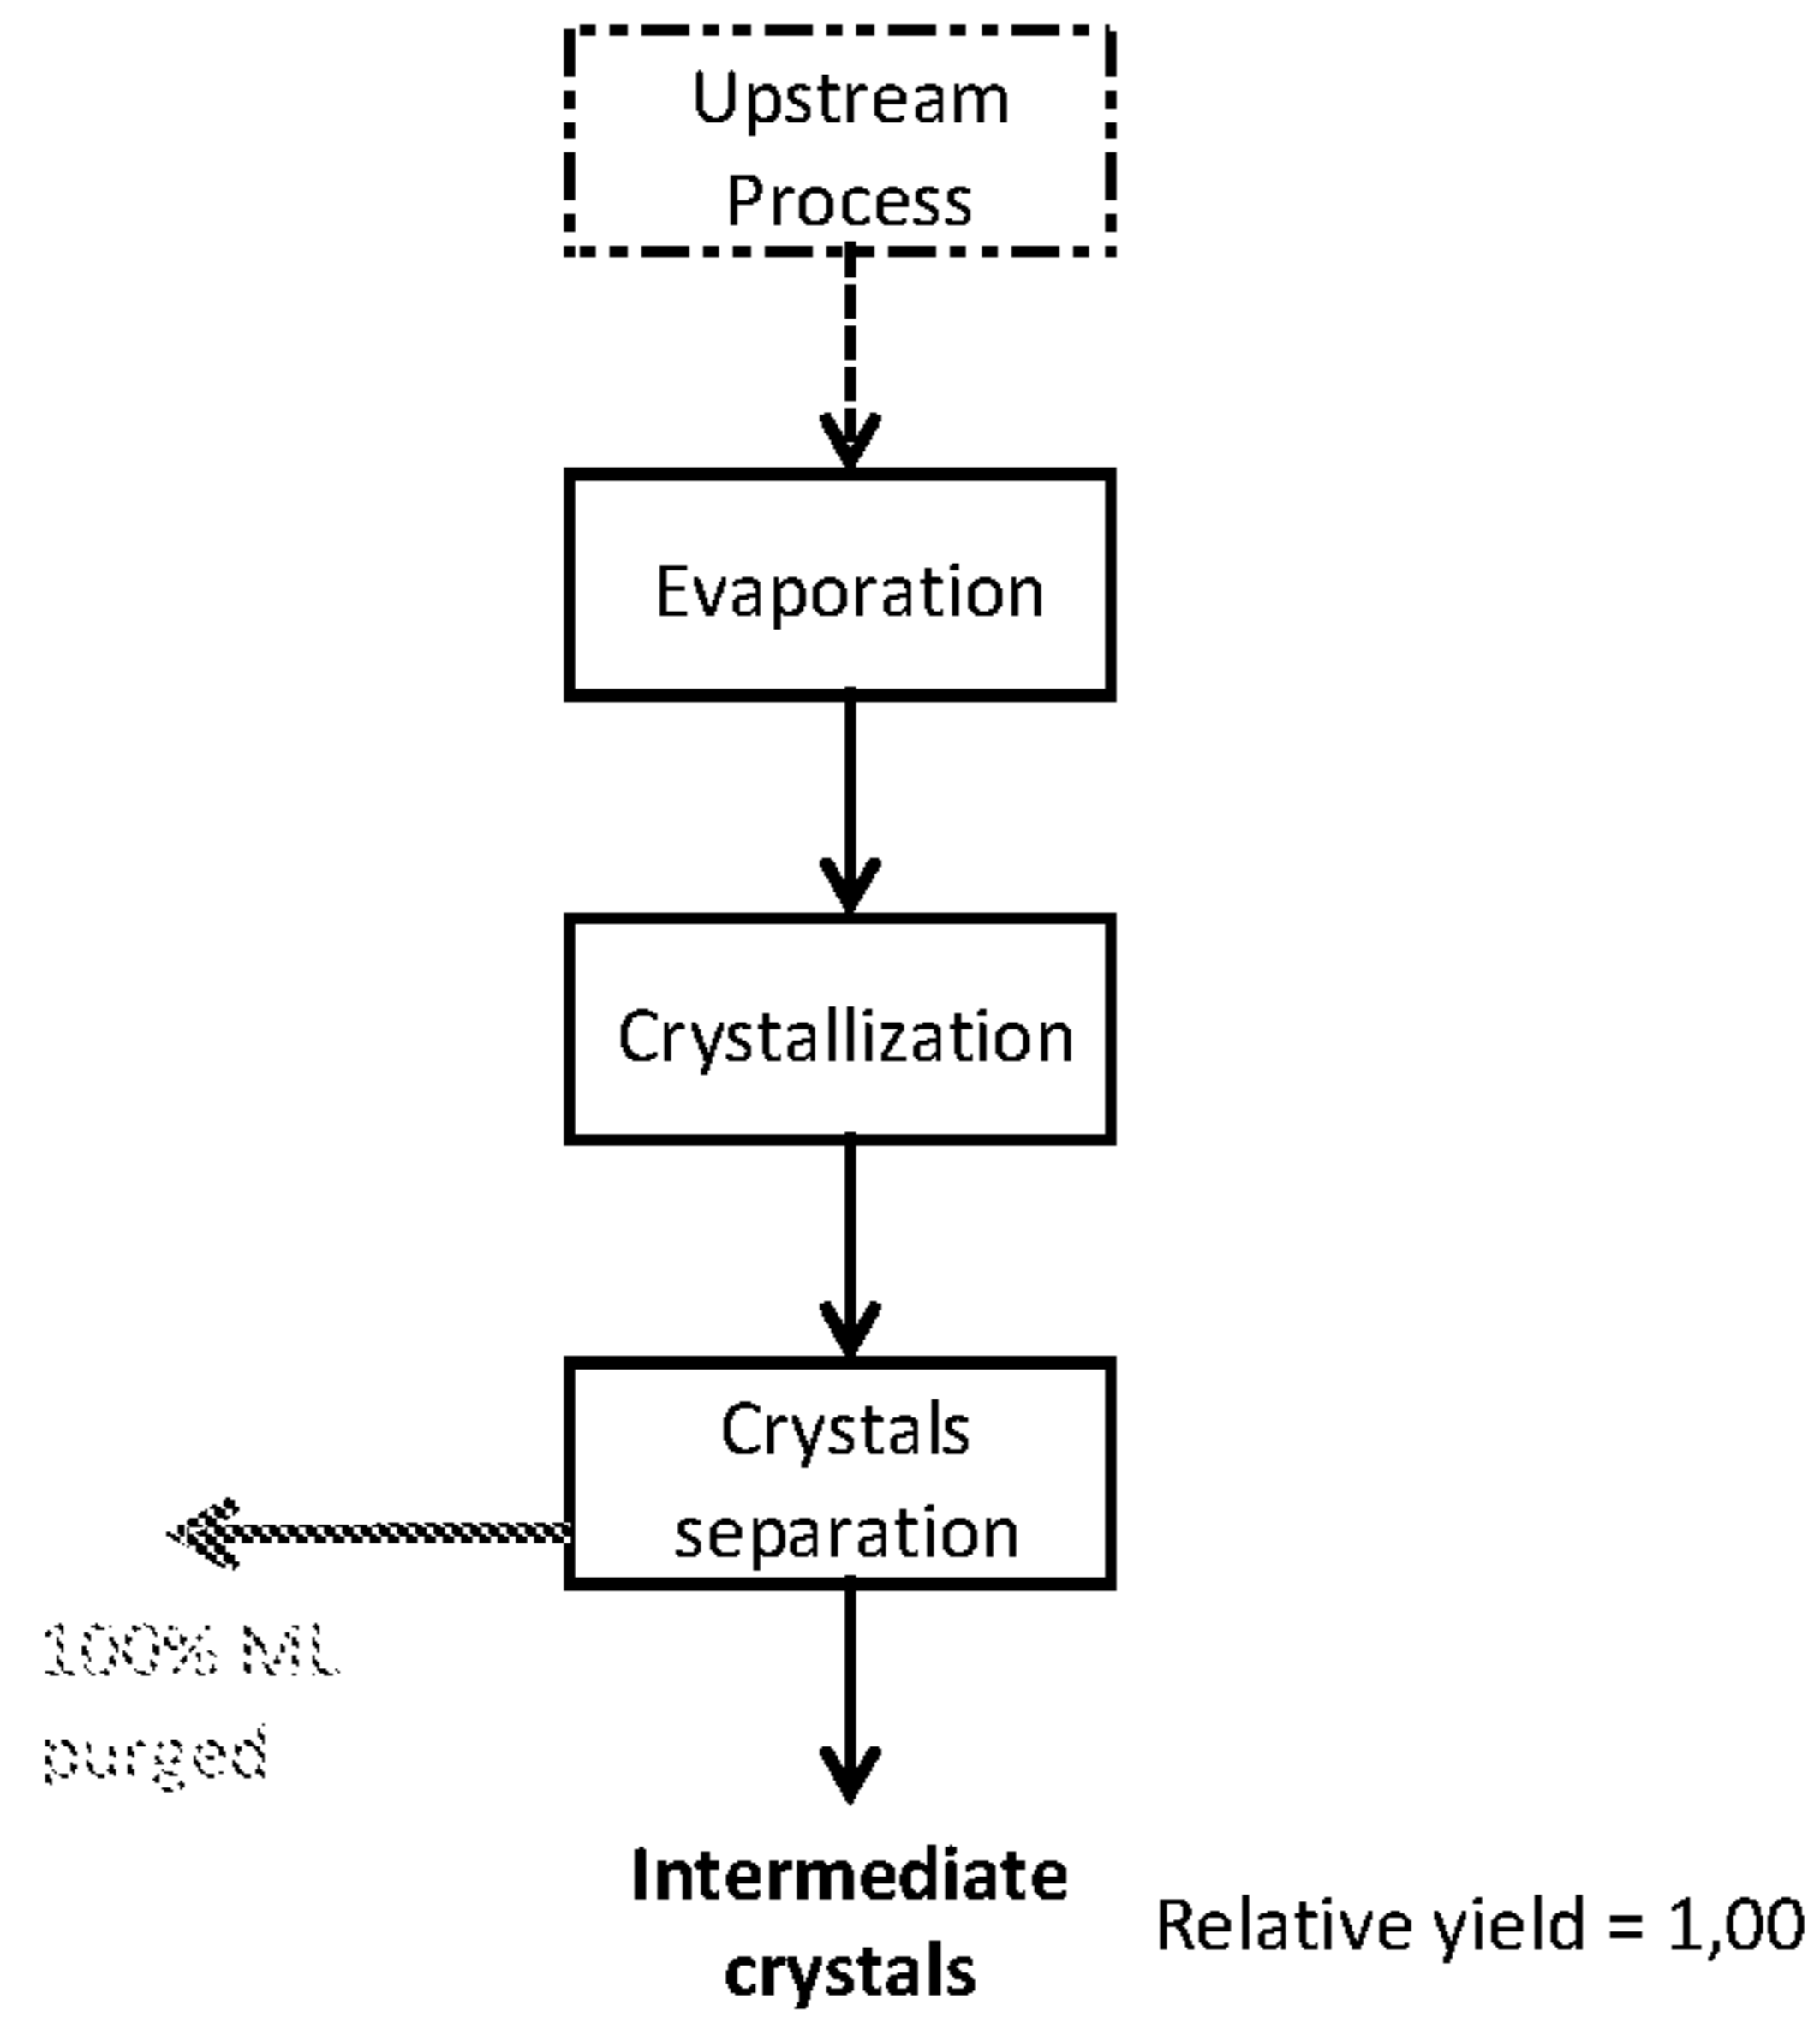 Upstream
Process
Evaporation
Crystallization
Crystals
separation
100% ML
purged
Intermediate
crystals
Relative yield = 1,00